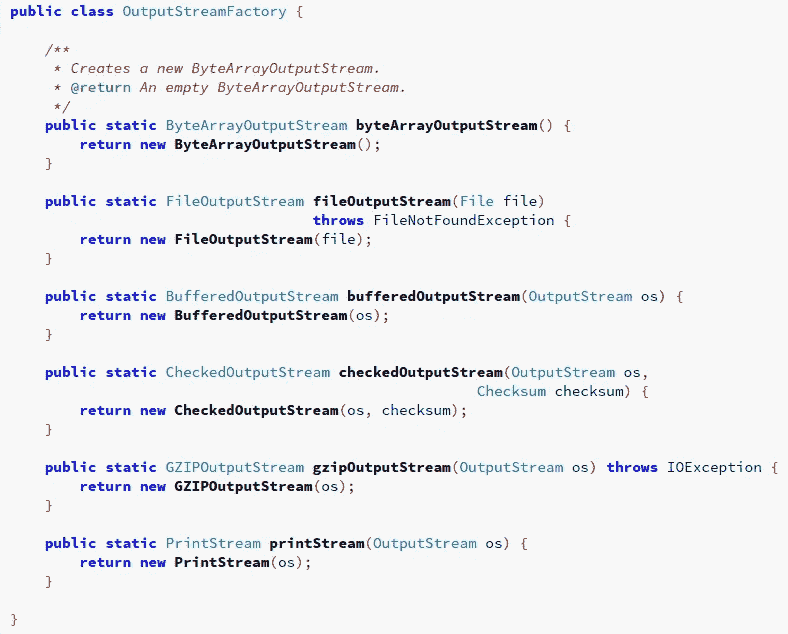 public class OutputStreamFactory {
/**
* Creates a new ByteArrayOutputStream.
* @return An empty ByteArrayOutputStream.
*/
public static ByteArrayOutputStream byteArrayOutputStream() {
return new ByteArrayOutputStream();
}
public static FileOutputStream fileOutputStream(File file)
throws FileNotFoundException {
return new FileOutputStream(file);
}
public static BufferedOutputStream bufferedOutputStream(OutputStream os) {
return new BufferedOutputStream(os);
}
public static CheckedOutputStream checkedOutputStream(OutputStream os,
Checksum checksum) {
return new CheckedOutputStream(os, checksum);
}
public static GZIPOutputStream gzipOutputStream(OutputStream os) throws IOException {
return new GZIPOutputStream(os);
}
public static PrintStream printStream(OutputStream os) {
return new PrintStream(os);
}
}